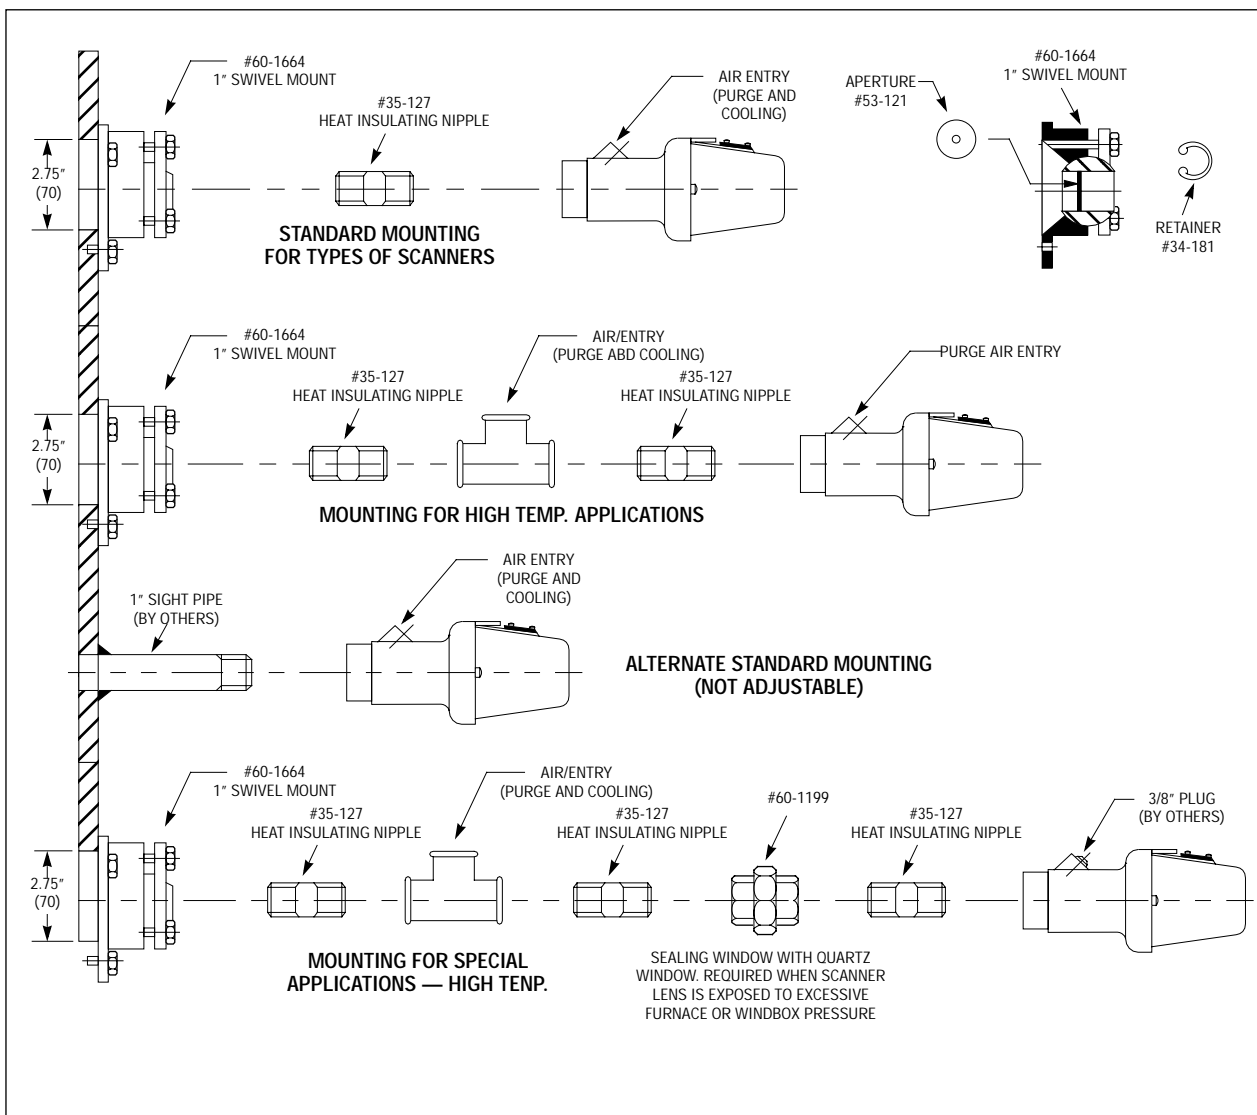 #60-1664
1" SWIVEL MOUNT
#35-127
HEAT INSULATING NIPPLE
AIR ENTRY
(PURGE AND
COOLING)
2.75"
(70)
STANDARD MOUNTING
FOR TYPES OF SCANNERS
APERTURE
#53-121
#60-1664
1" SWIVEL MOUNT
RETAINER
#34-181
#60-1664
1" SWIVEL MOUNT
#35-127
HEAT INSULATING NIPPLE
AIR/ENTRY
(PURGE ABD COOLING)
#35-127
HEAT INSULATING NIPPLE
PURGE AIR ENTRY
2.75"
(70)
MOUNTING FOR HIGH TEMP. APPLICATIONS
1" SIGHT PIPE
(BY OTHERS)
AIR ENTRY
(PURGE AND
COOLING)
ALTERNATE STANDARD MOUNTING
(NOT ADJUSTABLE)
#60-1664
1" SWIVEL MOUNT
#35-127
HEAT INSULATING NIPPLE
AIR/ENTRY
(PURGE AND COOLING)
#35-127
HEAT INSULATING NIPPLE
#60-1199
#35-127
HEAT INSULATING NIPPLE
3/8" PLUG
(BY OTHERS)
2.75"
(70)
MOUNTING FOR SPECIAL
APPLICATIONS — HIGH TENP.
SEALING WINDOW WITH QUARTZ
WINDOW. REQUIRED WHEN SCANNER
LENS IS EXPOSED TO EXCESSIVE
FURNACE OR WINDBOX PRESSURE